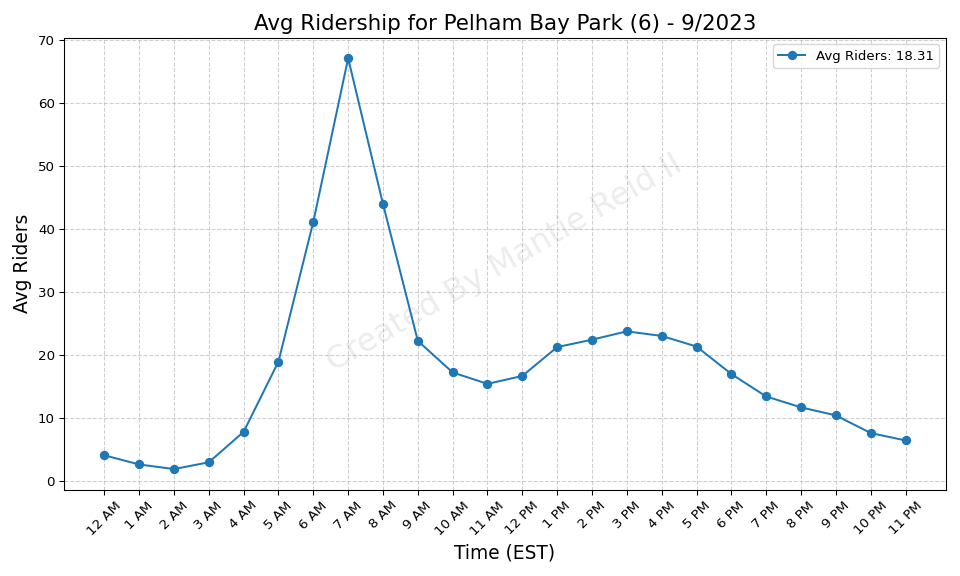 Avg Ridership for Pelham Bay Park (6) - 9/2023
Avg Riders: 18.31
Avg Riders
70
60
50
40
30
20
10
0
Created By Mantie Reid II
12 AM
1 AM
2 AM
3 AM
4 AM
5 AM
6 AM
7 AM
8 AM
9 AM
10 AM
11 AM
12 PM
1 PM
2 PM
3 PM
4 PM
5 PM
6 PM
7 PM
8 PM
9 PM
10 PM
11 PM
Time (EST)